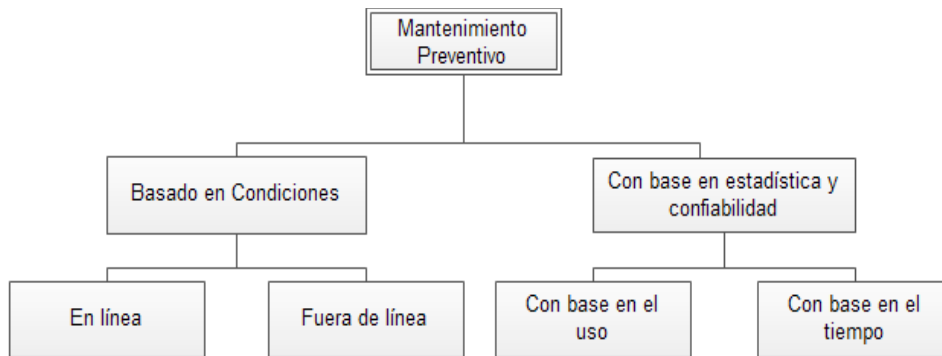 Mantenimiento
Preventivo
Basado en Condiciones
Con base en estadística y
confiabilidad
En línea
Fuera de línea
Con base en el
uso
Con base en el
tiempo